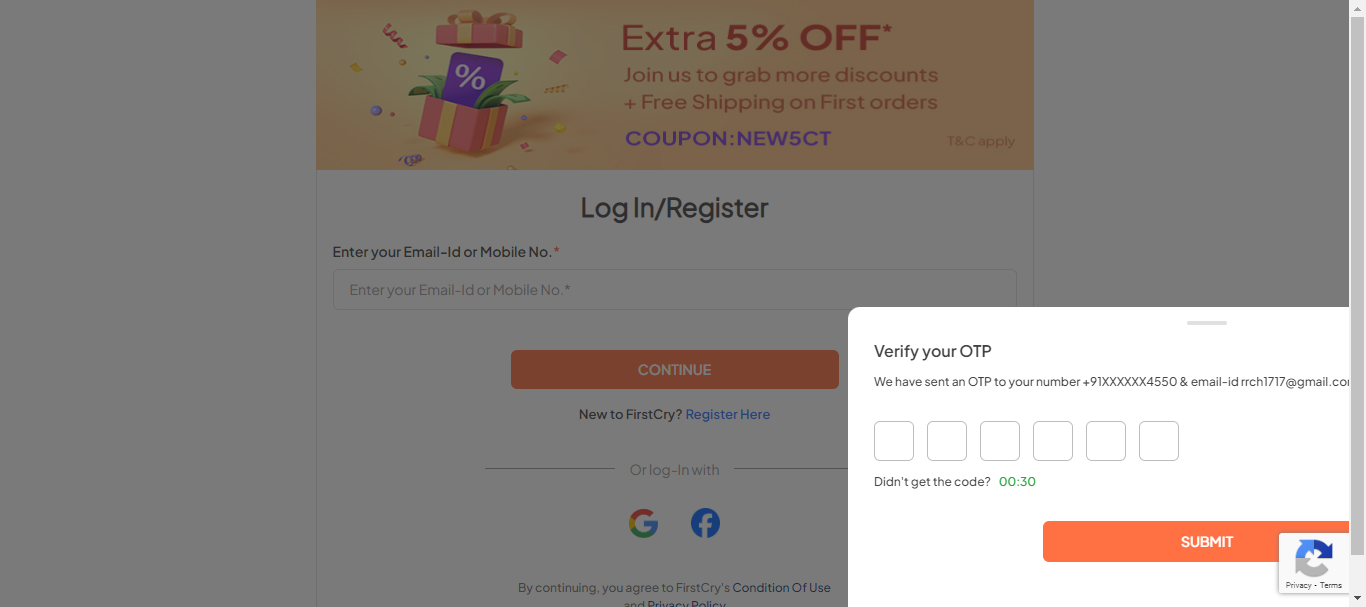 Extra 5% OFF*
Join us to grab more discounts
+ Free Shipping on First orders
COUPON:NEW5CT
T&C apply
%
Log In/Register
Enter your Email-Id or Mobile No.*
Enter your Email-Id or Mobile No.*
CONTINUE
New to FirstCry? Register Here
Or log-In with
By continuing, you agree to FirstCry's Condition Of Use
and Privacy Policy
Verify your OTP
We have sent an OTP to your number +91XXXXXX4550 & email-id rrch1717@gmail.co
Didn't get the code? 00:30
SUBMIT
Privacy - Terms